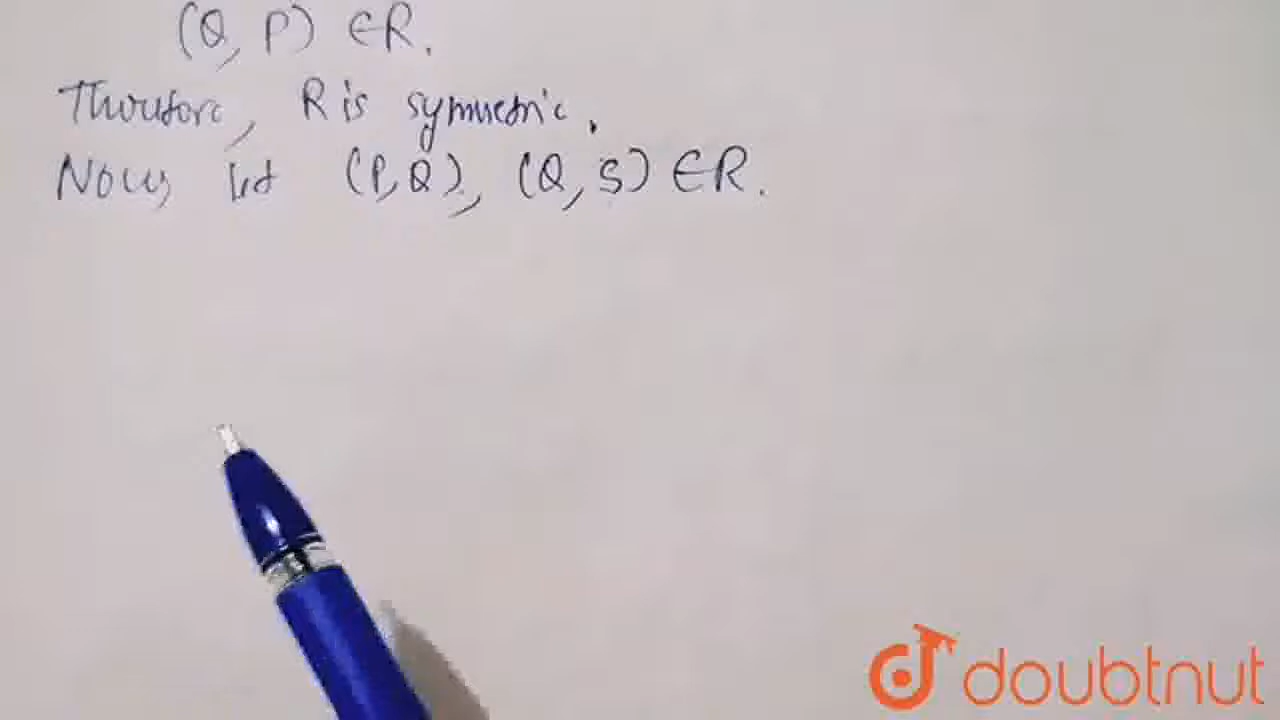 (Q, P) ∈ R.
Therefore, R is symmetric.
Now, let (P, Q), (Q, S) ∈ R.
doubtnut